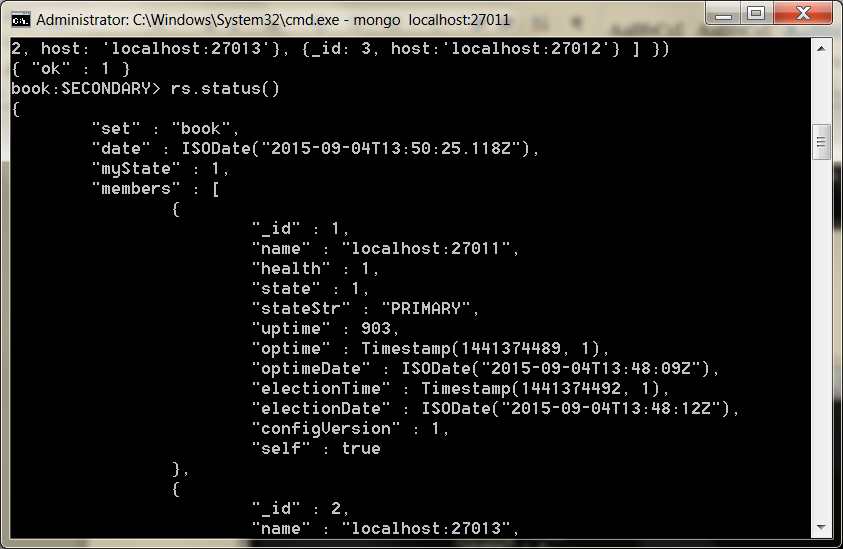 Administrator: C:\Windows\System32\cmd.exe - mongo  localhost:27011
2, host: 'localhost:27013'}, {_id: 3, host:'localhost:27012'} ] })
{ "ok" : 1 }
book:SECONDARY> rs.status()
{
        "set" : "book",
        "date" : ISODate("2015-09-04T13:50:25.118Z"),
        "myState" : 1,
        "members" : [
                {
                        "_id" : 1,
                        "name" : "localhost:27011",
                        "health" : 1,
                        "state" : 1,
                        "stateStr" : "PRIMARY",
                        "uptime" : 903,
                        "optime" : Timestamp(1441374489, 1),
                        "optimeDate" : ISODate("2015-09-04T13:48:09Z"),
                        "electionTime" : Timestamp(1441374492, 1),
                        "electionDate" : ISODate("2015-09-04T13:48:12Z"),
                        "configVersion" : 1,
                        "self" : true
                },
                {
                        "_id" : 2,
                        "name" : "localhost:27013",